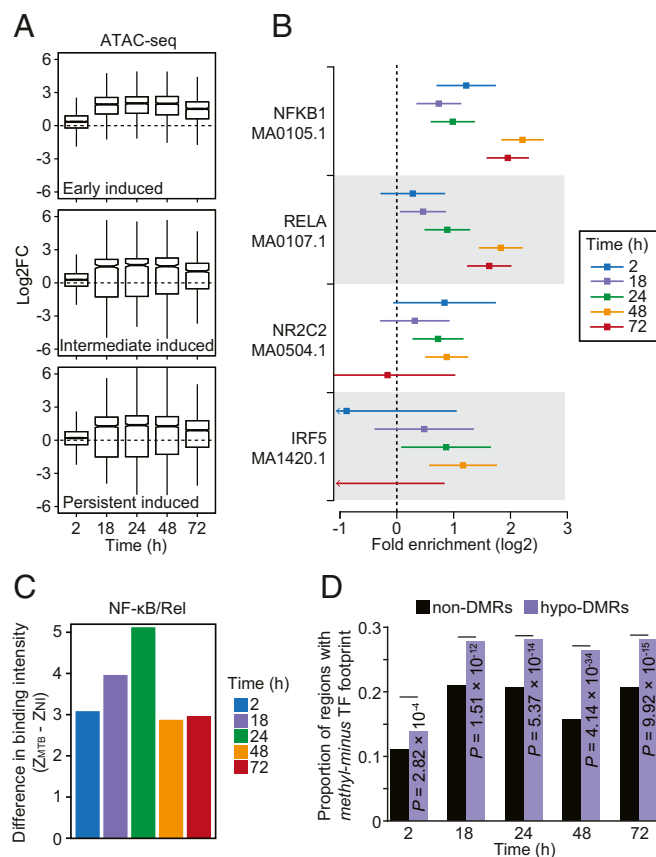 A
ATAC-seq
6
3
0
-3
-6
Early induced
6
3
0
-3
-6
Intermediate induced
6
3
0
-3
-6
Persistent induced
Log2FC
2 18 24 48 72
Time (h)
B
NFKB1
MA0105.1
RELA
MA0107.1
NR2C2
MA0504.1
IRF5
MA1420.1
-1 0 1 2 3
Fold enrichment (log2)
Time (h)
2
18
24
48
72
C
NF-κB/Rel
5
4
3
2
1
0
Difference in binding intensity
(ZMTB - ZNI)
Time (h)
2
18
24
48
72
D
non-DMRs hypo-DMRs
0.3
0.2
0.1
0
Proportion of regions with
methyl-minus TF footprint
P = 2.82 × 10-4
P = 1.51 × 10-12
P = 5.37 × 10-14
P = 4.14 × 10-34
P = 9.92 × 10-15
2 18 24 48 72
Time (h)